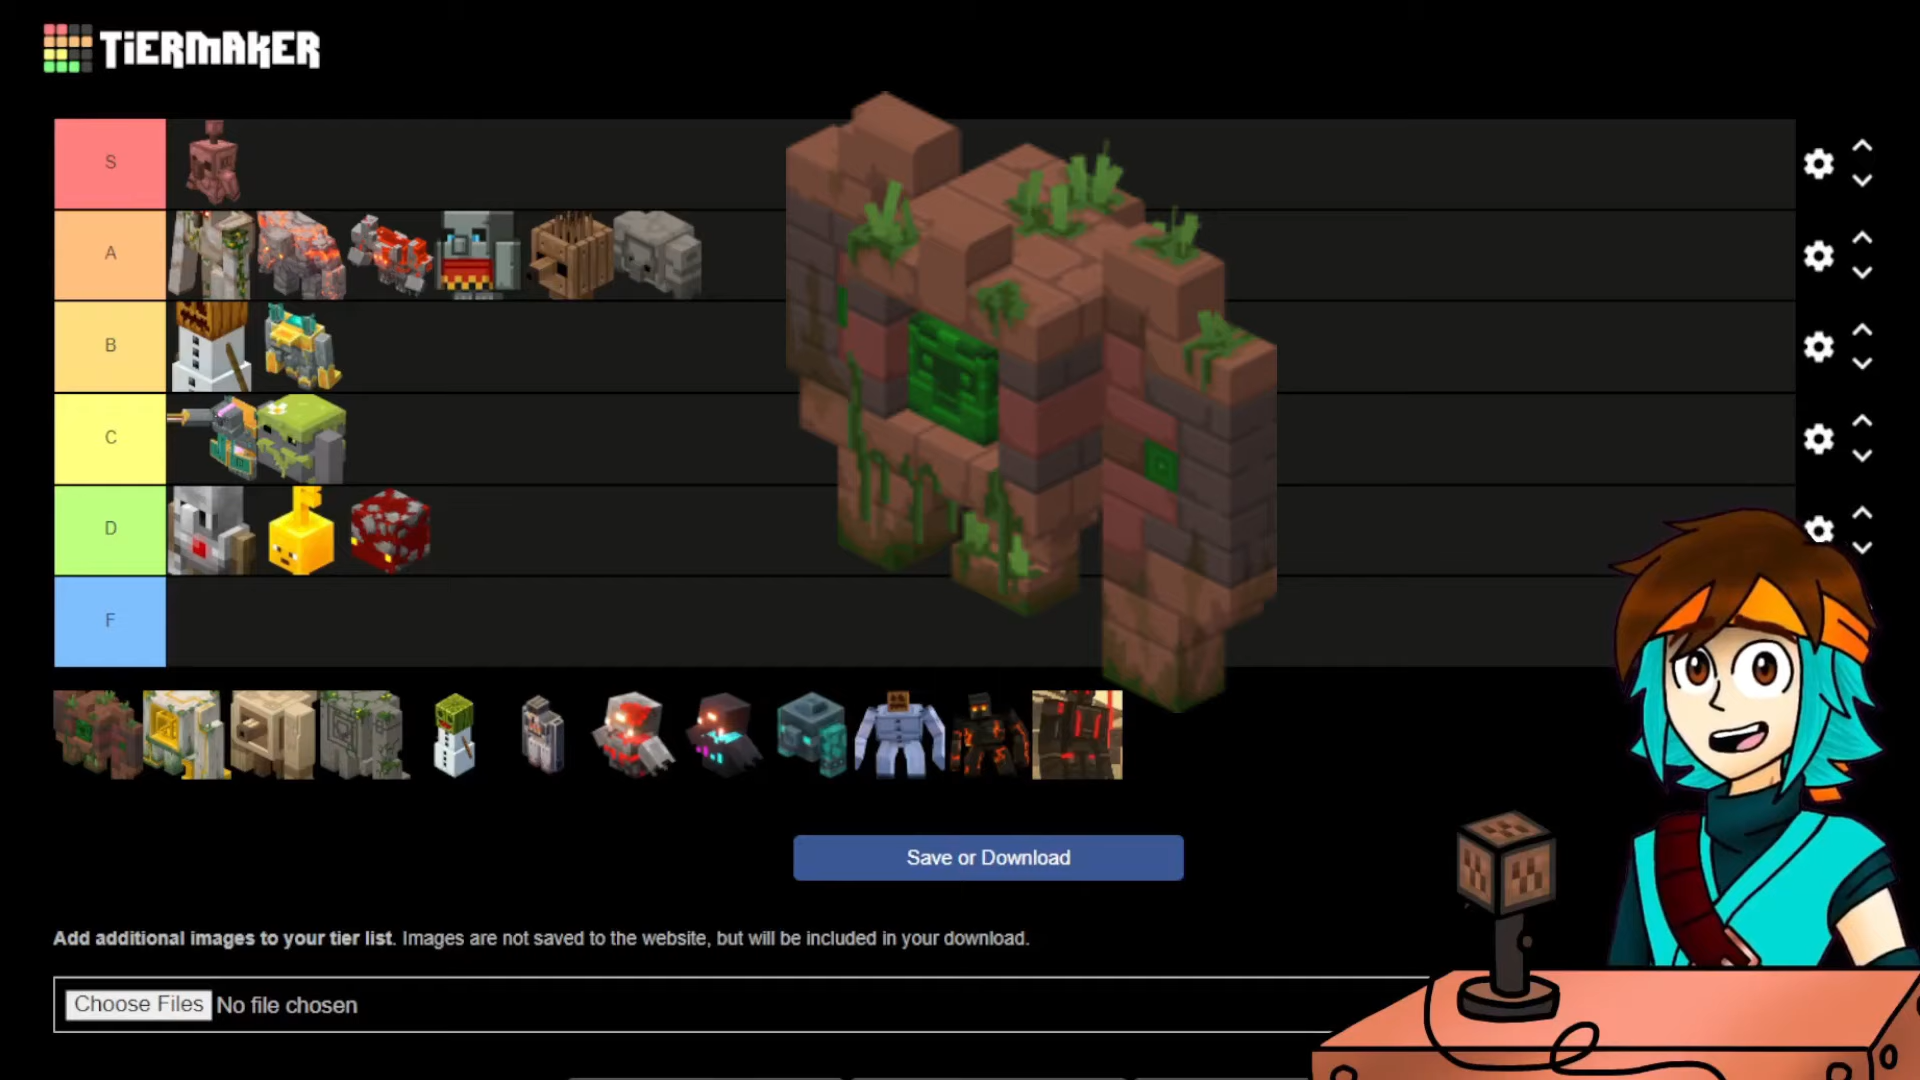 TiERMAKER
S
A
B
C
D
F
Save or Download
Add additional images to your tier list. Images are not saved to the website, but will be included in your download.
Choose Files No file chosen